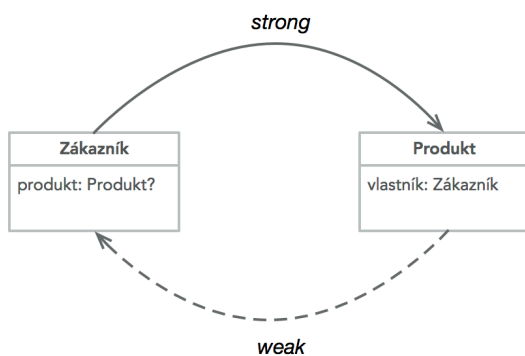 strong
Zákazník
produkt: Produkt?
Produkt
vlastník: Zákazník
weak